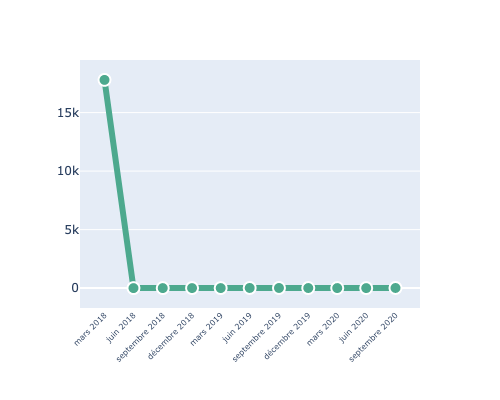 15k
10k
5k
0
mars 2018
juin 2018
septembre 2018
décembre 2018
mars 2019
juin 2019
septembre 2019
décembre 2019
mars 2020
juin 2020
septembre 2020